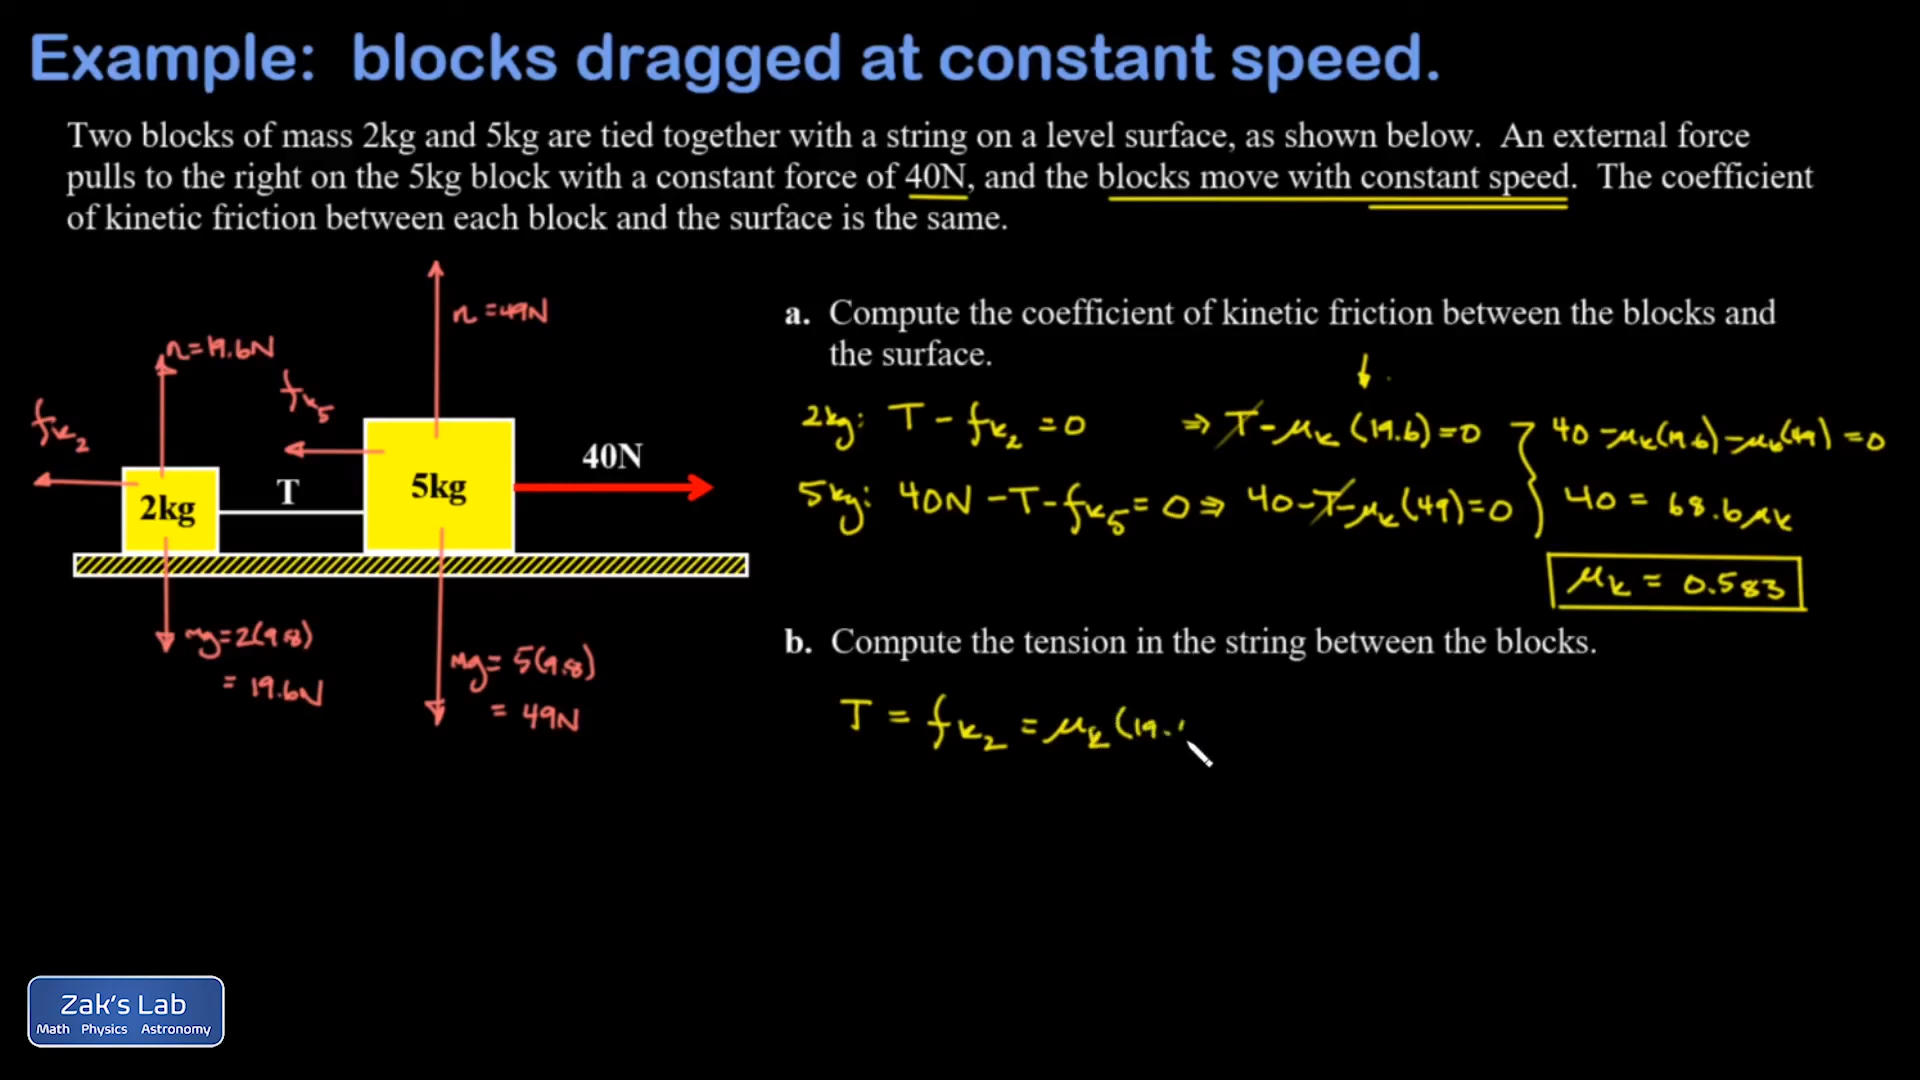 Example: blocks dragged at constant speed.
Two blocks of mass 2kg and 5kg are tied together with a string on a level surface, as shown below. An external force
pulls to the right on the 5kg block with a constant force of 40N, and the blocks move with constant speed. The coefficient
of kinetic friction between each block and the surface is the same.
n = 49N
n = 19.6N
fk5
fk2
40N
5kg
T
2kg
mg = 2(9.8)
= 19.6N
mg = 5(9.8)
= 49N
a. Compute the coefficient of kinetic friction between the blocks and
the surface.
2kg: T - fk2 = 0 ⇒ T - μk (19.6) = 0
5kg: 40N - T - fk5 = 0 ⇒ 40 - T - μk (49) = 0
40 - μk(19.6) - μk(49) = 0
40 = 68.6μk
μk = 0.583
b. Compute the tension in the string between the blocks.
T = fk2 = μk (19.
Zak's Lab
Math Physics Astronomy